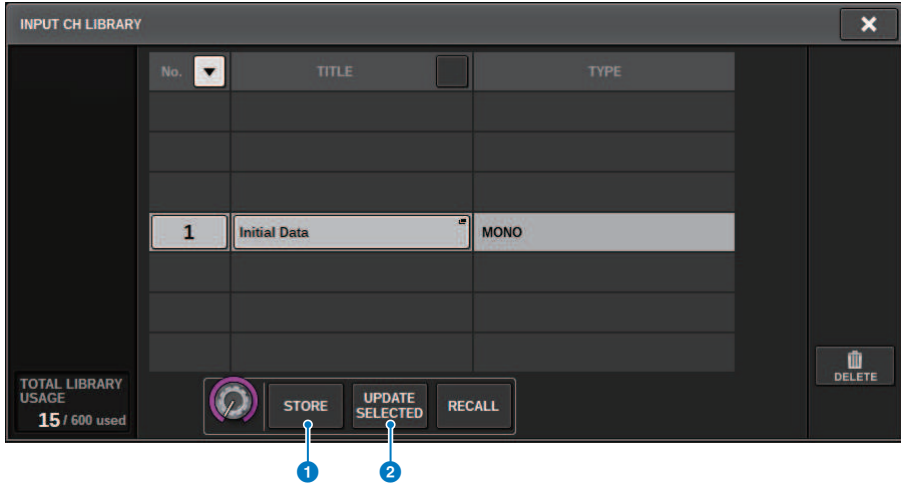 INPUT CH LIBRARY
No. TITLE TYPE
1 Initial Data MONO
TOTAL LIBRARY
USAGE
15 / 600 used
STORE
UPDATE
SELECTED
RECALL
DELETE
1 2